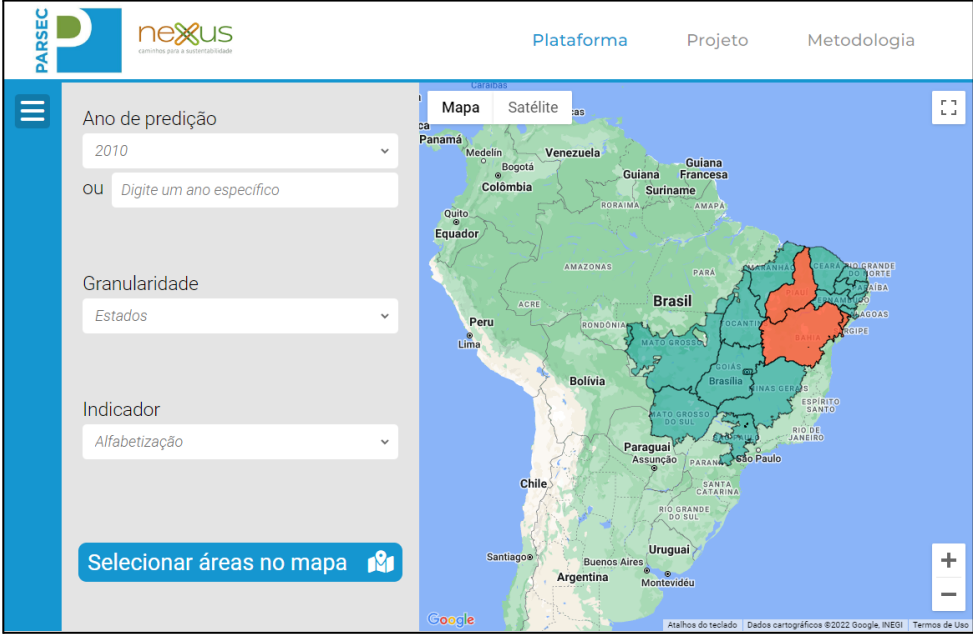 PARSEC
nexus
caminhos para a sustentabilidade
Plataforma
Projeto
Metodologia
Ano de predição
2010
ou
Digite um ano específico
Granularidade
Estados
Indicador
Alfabetização
Selecionar áreas no mapa
Mapa
Satélite
Caraíbas
Panamá
Medelín
Bogotá
Colômbia
Venezuela
Guiana
Guiana
Francesa
Suriname
RORAIMA
AMAPÁ
Quito
Equador
AMAZONAS
PARÁ
MARANHÃO
CEARÁ
RIO GRANDE
DO NORTE
PARAÍBA
PERNAMBUCO
PIAUÍ
ALAGOAS
ACRE
Brasil
TOCANTINS
BAHIA
Peru
Lima
RONDÔNIA
MATO GROSSO
GOIÁS
Brasília
MINAS GERAIS
Bolívia
ESPÍRITO
SANTO
MATO GROSSO
DO SUL
RIO DE
JANEIRO
São Paulo
Paraguai
Assunção
PARANÁ
Chile
SANTA
CATARINA
RIO GRANDE
DO SUL
Uruguai
Santiago
Buenos Aires
Argentina
Montevidéu
Google
Atalhos do teclado
Dados cartográficos ©2022 Google, INEGI
Termos de Uso